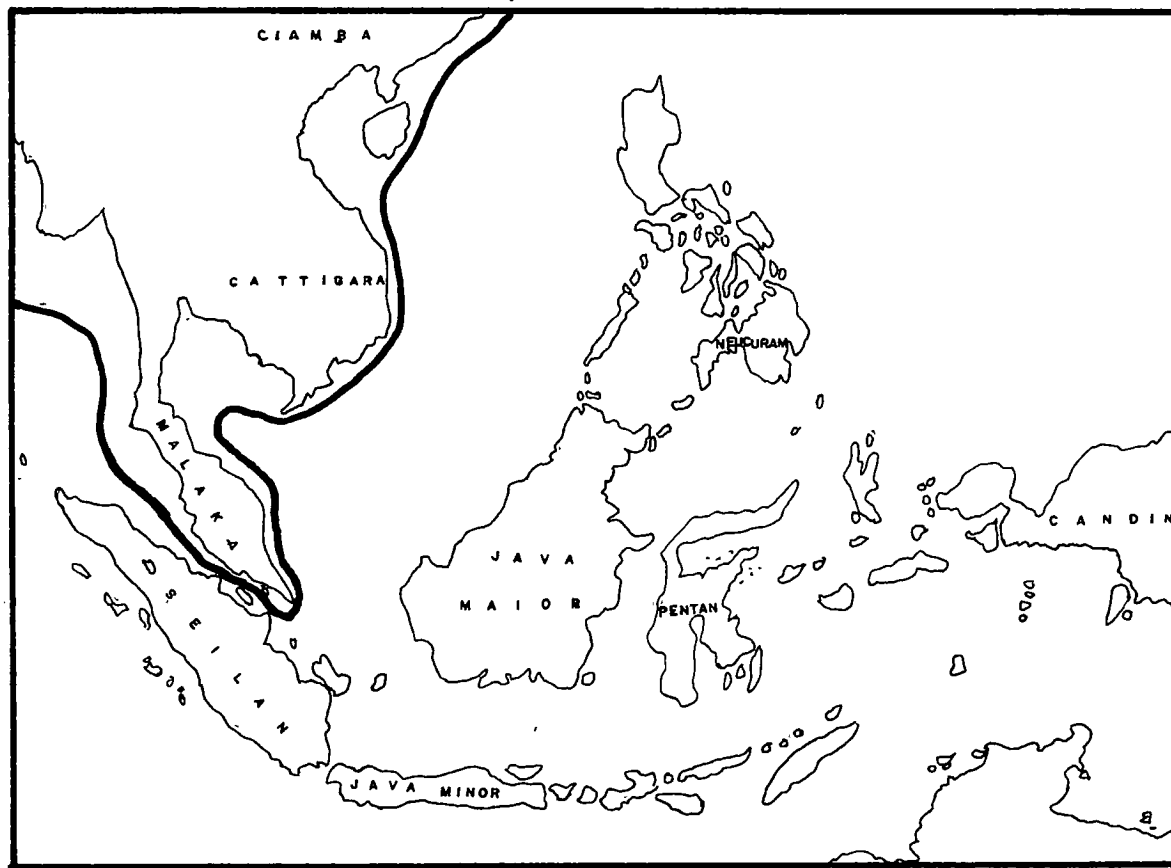 CIAMBA
CATTIGARA
NEUCURAM
MALAKA
CANDIN
JAVA
MAIOR
PENTAN
SEILAN
JAVA MINOR